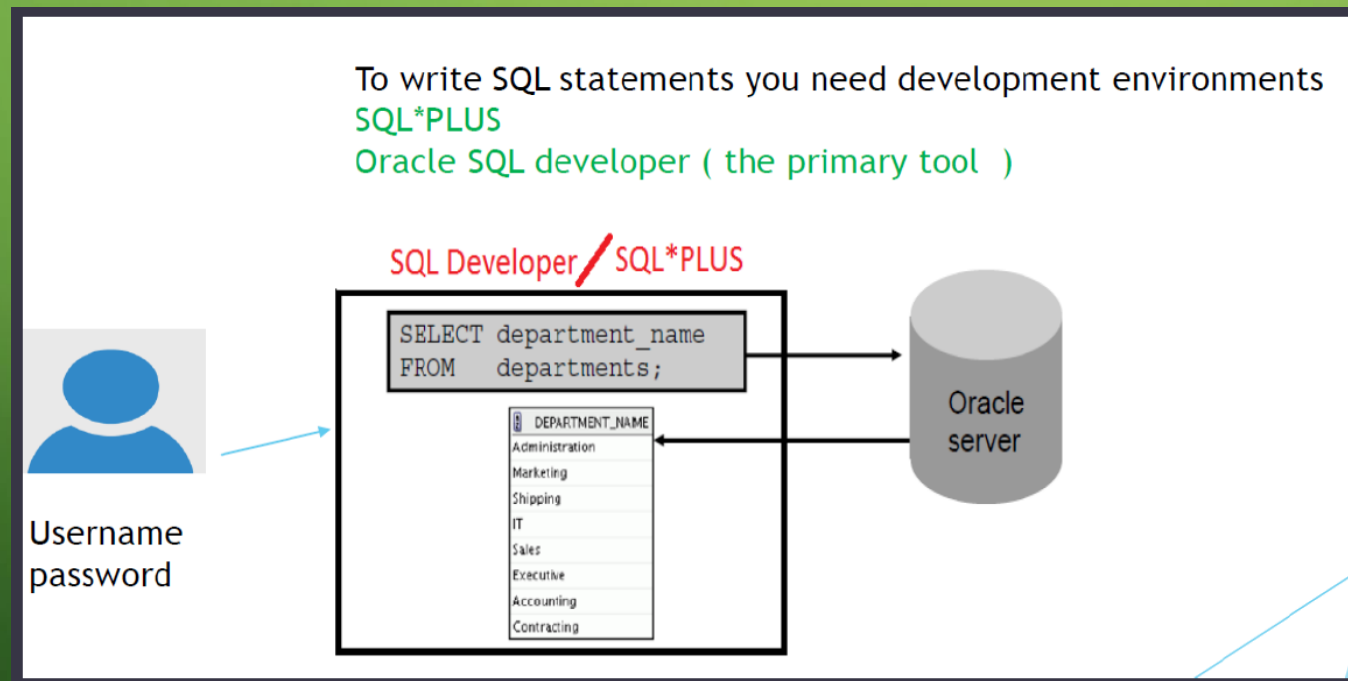 To write SQL statements you need development environments
SQL*PLUS
Oracle SQL developer ( the primary tool )
SQL Developer / SQL*PLUS
SELECT department_name
FROM departments;
DEPARTMENT_NAME
Administration
Marketing
Shipping
IT
Sales
Executive
Accounting
Contracting
Oracle
server
Username
password